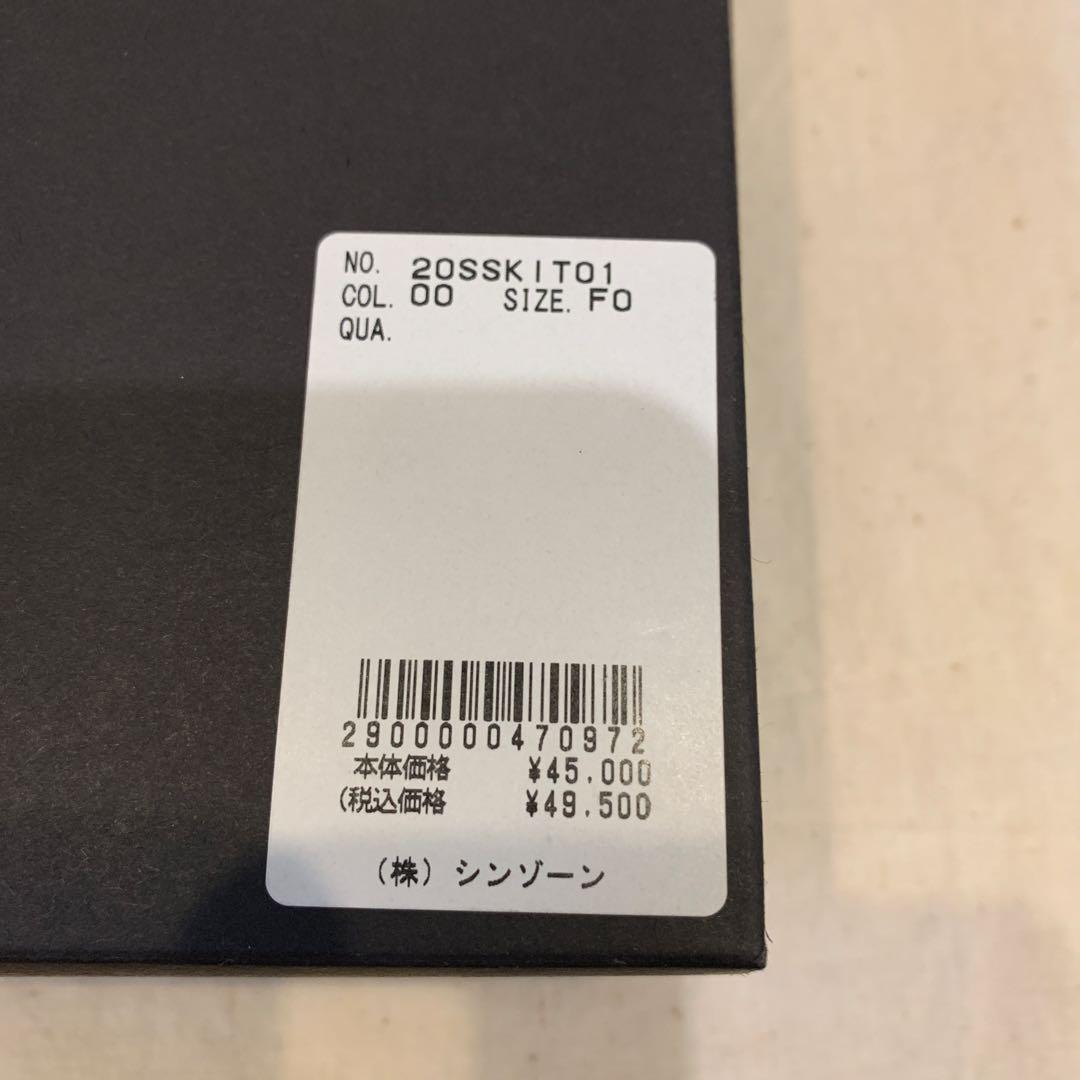 NO. 20SSKIT01
COL. 00 SIZE. F0
QUA.
2900000470972
本体価格 ¥45,000
(税込価格 ¥49,500
(株) シンゾーン